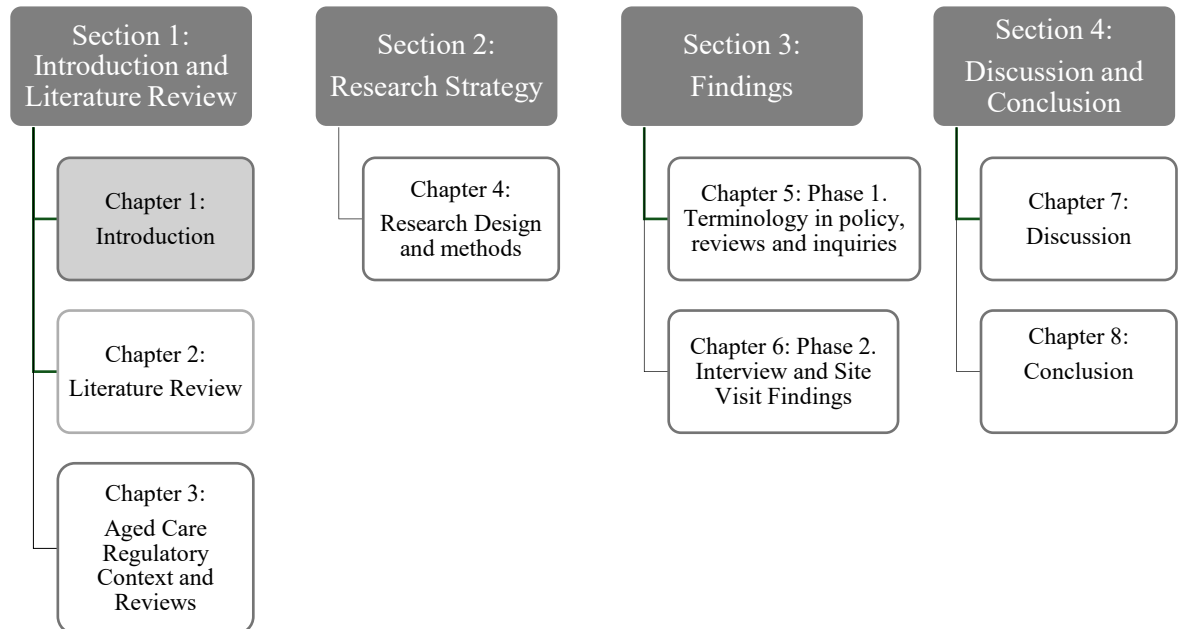 Section 1:
Introduction and
Literature Review
Chapter 1:
Introduction
Chapter 2:
Literature Review
Chapter 3:
Aged Care
Regulatory
Context and
Reviews
Section 2:
Research Strategy
Chapter 4:
Research Design
and methods
Section 3:
Findings
Chapter 5: Phase 1.
Terminology in policy,
reviews and inquiries
Chapter 6: Phase 2.
Interview and Site
Visit Findings
Section 4:
Discussion and
Conclusion
Chapter 7:
Discussion
Chapter 8:
Conclusion